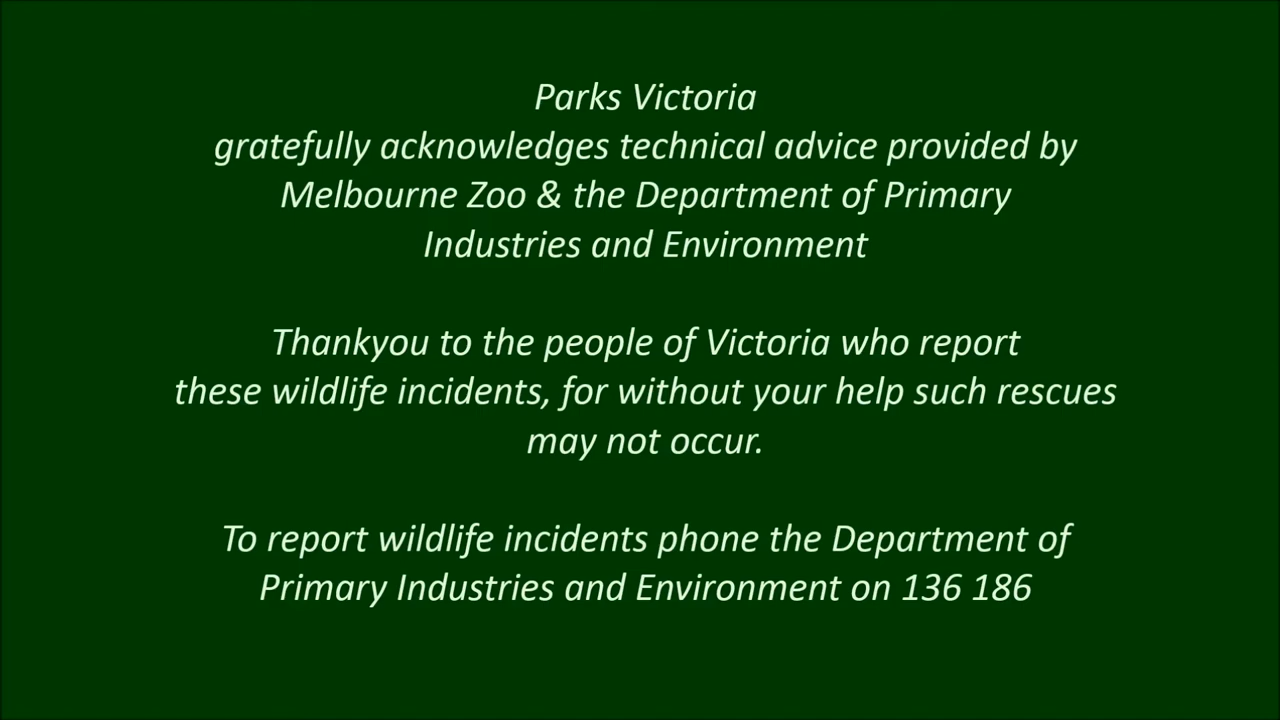 Parks Victoria
gratefully acknowledges technical advice provided by
Melbourne Zoo & the Department of Primary
Industries and Environment
Thankyou to the people of Victoria who report
these wildlife incidents, for without your help such rescues
may not occur.
To report wildlife incidents phone the Department of
Primary Industries and Environment on 136 186